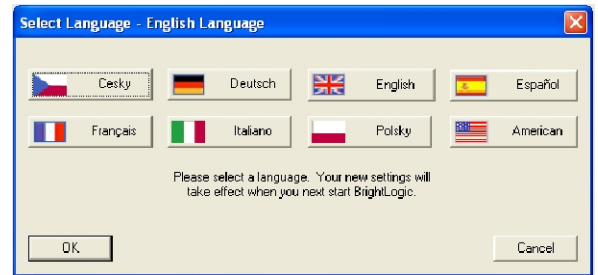 Select Language - English Language
Cesky Deutsch English Español
Français Italiano Polsky American
Please select a language. Your new settings will
take effect when you next start BrightLogic.
OK Cancel